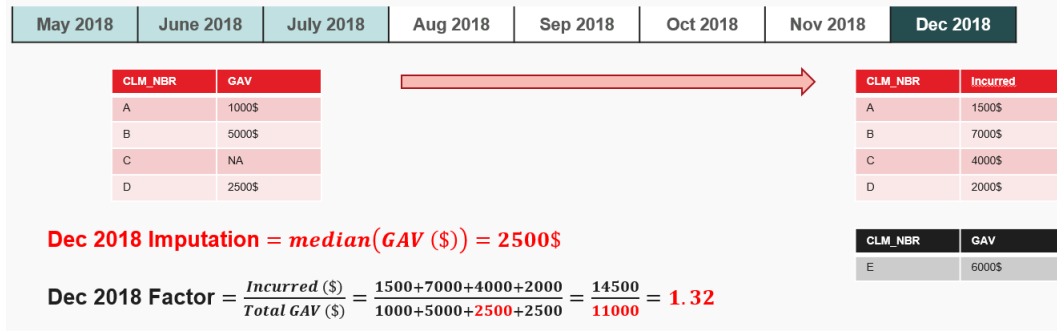 May 2018 June 2018 July 2018 Aug 2018 Sep 2018 Oct 2018 Nov 2018 Dec 2018
CLM_NBR GAV
A 1000$
B 5000$
C NA
D 2500$
CLM_NBR Incurred
A 1500$
B 7000$
C 4000$
D 2000$
Dec 2018 Imputation = median(GAV ($)) = 2500$
CLM_NBR GAV
E 6000$
Dec 2018 Factor = Incurred ($) / Total GAV ($) = 1500+7000+4000+2000 / 1000+5000+2500+2500 = 14500 / 11000 = 1.32